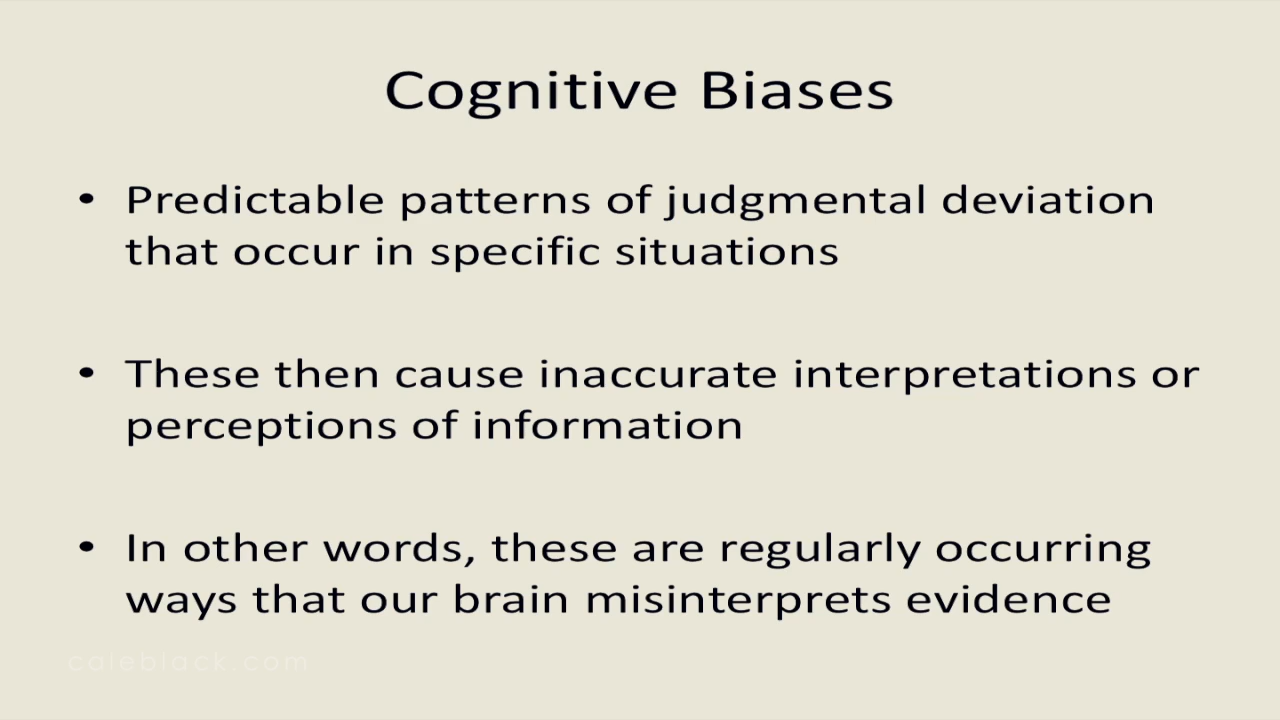 Cognitive Biases
• Predictable patterns of judgmental deviation
that occur in specific situations
• These then cause inaccurate interpretations or
perceptions of information
• In other words, these are regularly occurring
ways that our brain misinterprets evidence
caleblack.com